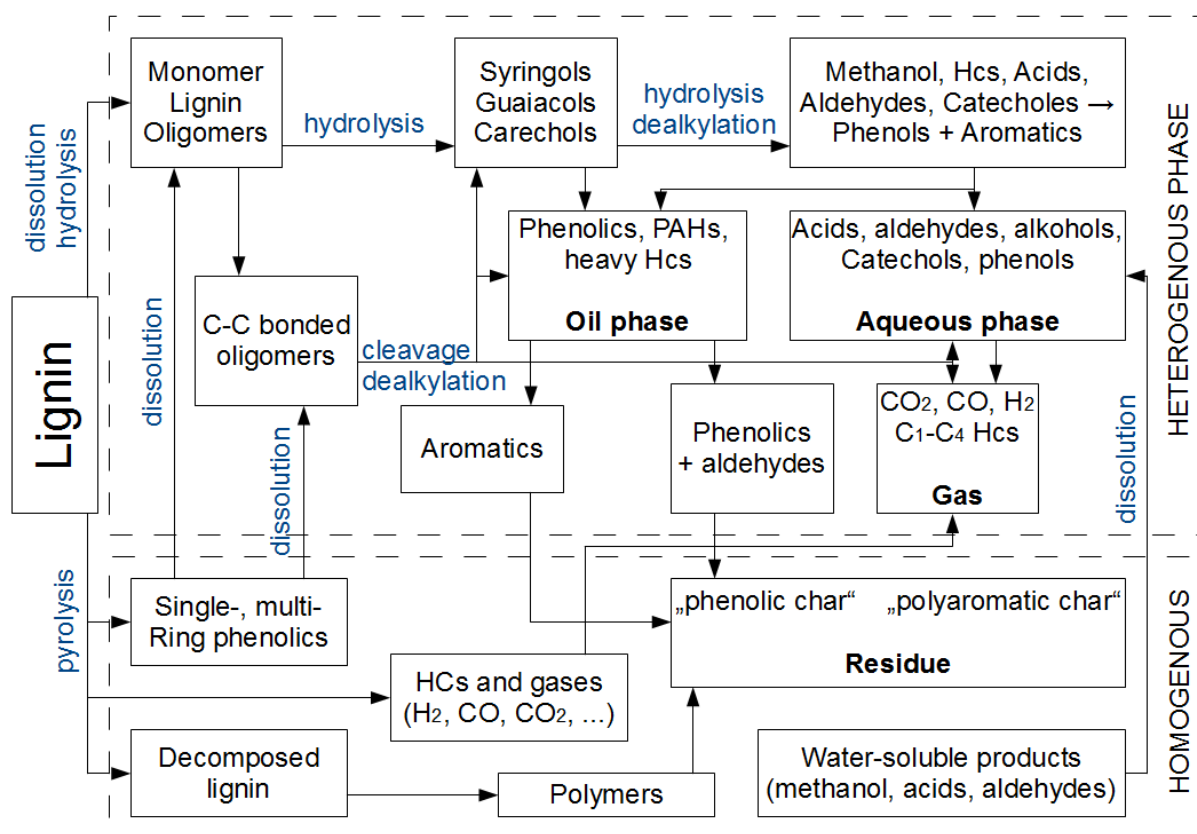 Monomer
Lignin
Oligomers
Syringols
Guaiacols
Carechols
Methanol, Hcs, Acids,
Aldehydes, Catecholes →
Phenols + Aromatics
hydrolysis
hydrolysis
dealkylation
dissolution
hydrolysis
Phenolics, PAHs,
heavy Hcs
Oil phase
Acids, aldehydes, alkohols,
Catechols, phenols
Aqueous phase
HETEROGENOUS PHASE
Lignin
dissolution
C-C bonded
oligomers
cleavage
dealkylation
Aromatics
Phenolics
+ aldehydes
CO2, CO, H2
C1-C4 Hcs
Gas
dissolution
dissolution
pyrolysis
Single-, multi-
Ring phenolics
„phenolic char“ „polyaromatic char“
Residue
HCs and gases
(H2, CO, CO2, ...)
Decomposed
lignin
Polymers
Water-soluble products
(methanol, acids, aldehydes)
HOMOGENOUS